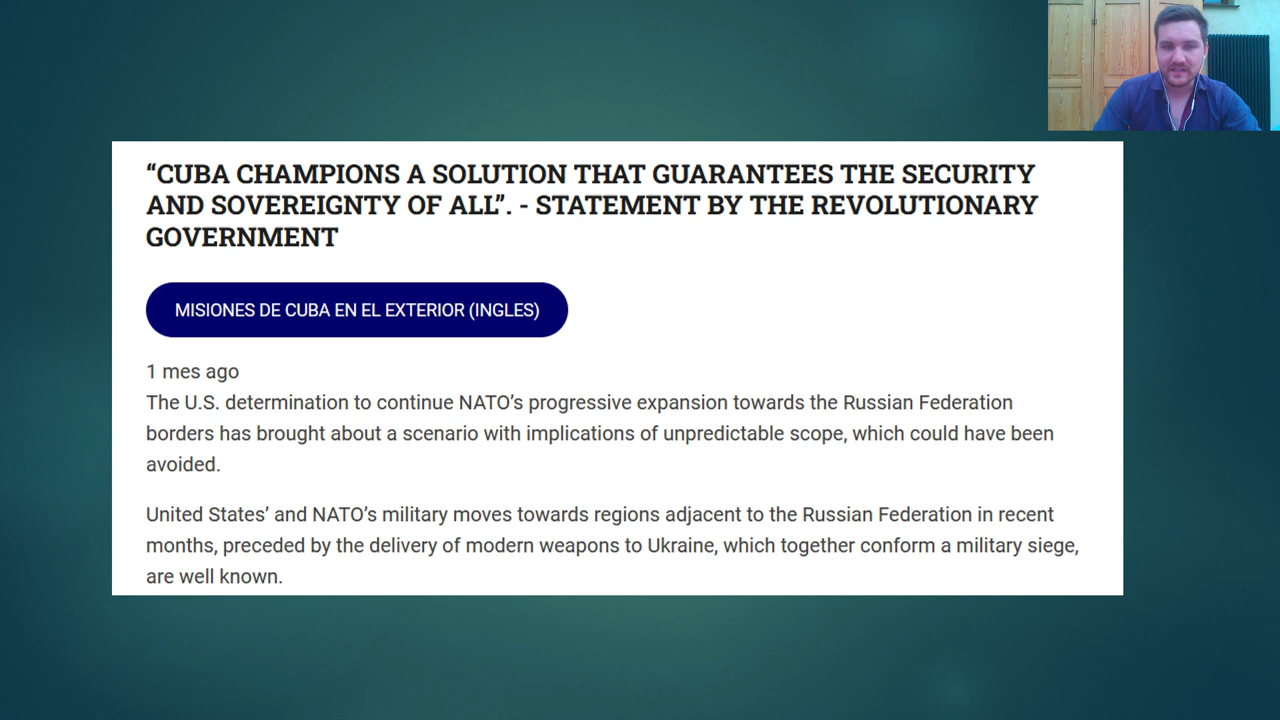 “CUBA CHAMPIONS A SOLUTION THAT GUARANTEES THE SECURITY
AND SOVEREIGNTY OF ALL”. - STATEMENT BY THE REVOLUTIONARY
GOVERNMENT
MISIONES DE CUBA EN EL EXTERIOR (INGLES)
1 mes ago
The U.S. determination to continue NATO’s progressive expansion towards the Russian Federation
borders has brought about a scenario with implications of unpredictable scope, which could have been
avoided.
United States’ and NATO’s military moves towards regions adjacent to the Russian Federation in recent
months, preceded by the delivery of modern weapons to Ukraine, which together conform a military siege,
are well known.